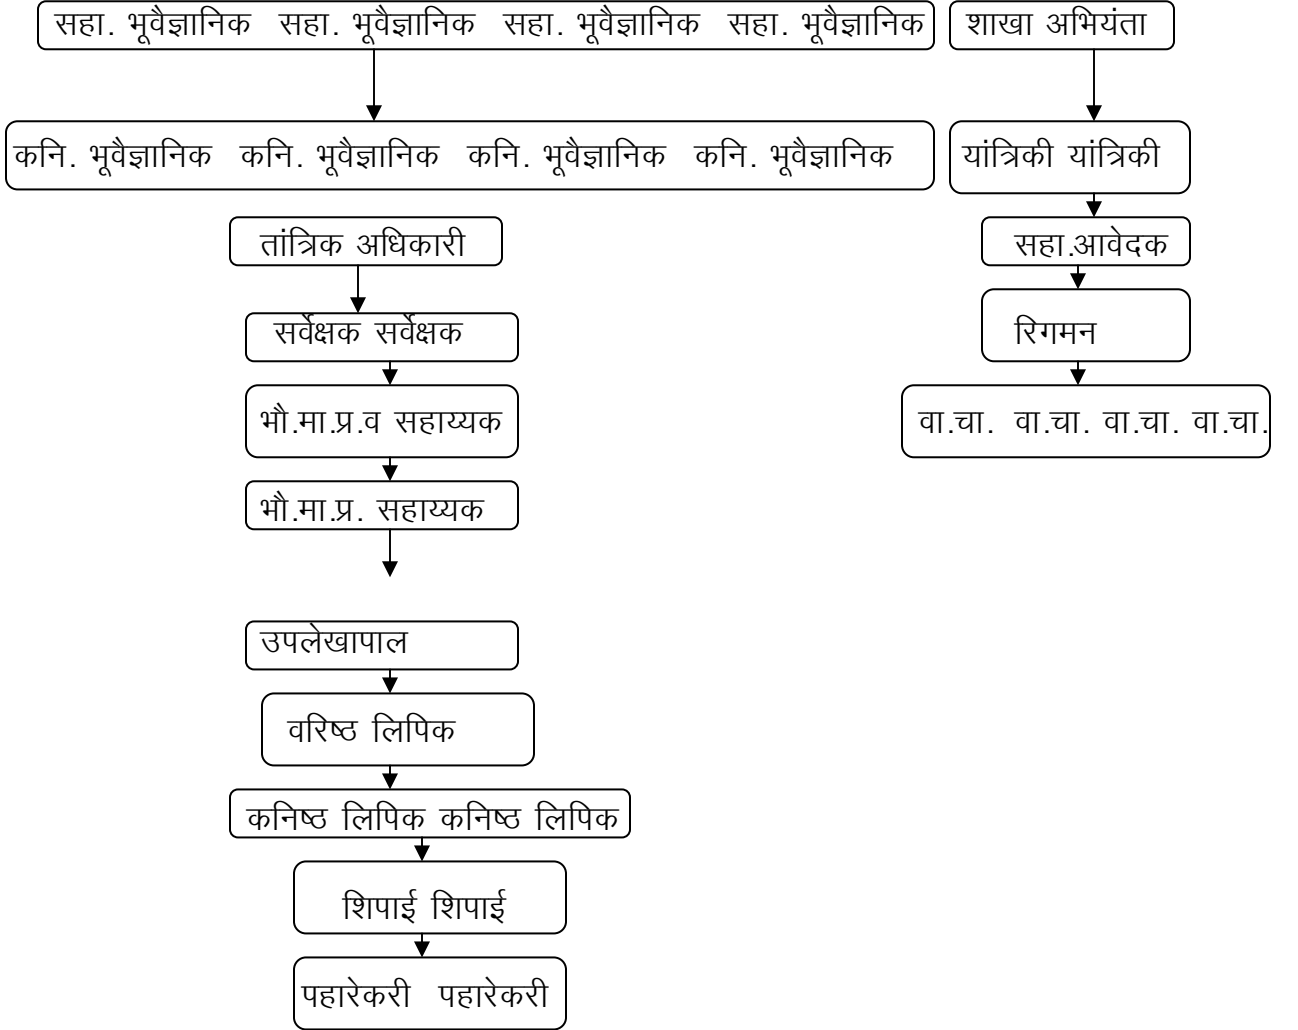 सहा. भूवैज्ञानिक सहा. भूवैज्ञानिक सहा. भूवैज्ञानिक सहा. भूवैज्ञानिक
शाखा अभियंता
कनि. भूवैज्ञानिक कनि. भूवैज्ञानिक कनि. भूवैज्ञानिक कनि. भूवैज्ञानिक
यांत्रिकी यांत्रिकी
तांत्रिक अधिकारी
सहा.आवेदक
सर्वेक्षक सर्वेक्षक
रिगमन
भौ.मा.प्र.व सहाय्यक
वा.चा. वा.चा. वा.चा. वा.चा.
भौ.मा.प्र. सहाय्यक
उपलेखापाल
वरिष्ठ लिपिक
कनिष्ठ लिपिक कनिष्ठ लिपिक
शिपाई शिपाई
पहारेकरी पहारेकरी